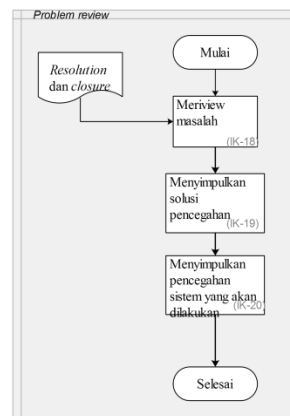 Problem review
Mulai
Resolution
dan closure
Meriview
masalah
(IK-18)
Menyimpulkan
solusi
pencegahan
(IK-19)
Menyimpulkan
pencegahan
sistem yang akan
dilakukan
(IK-20)
Selesai